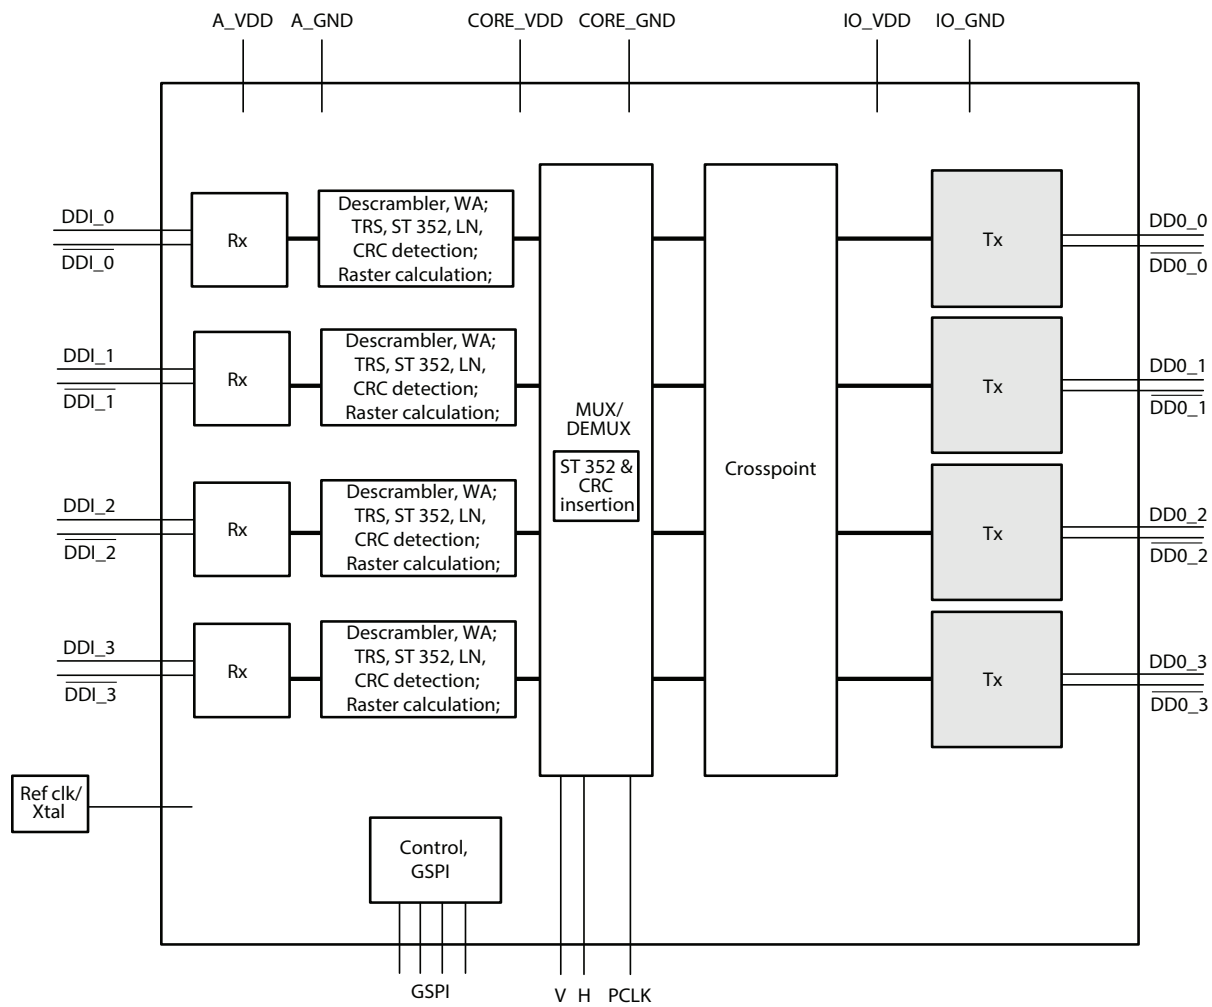 A_VDD
A_GND
CORE_VDD
CORE_GND
IO_VDD
IO_GND
DDI_0
DDI_0
Rx
Descrambler, WA;
TRS, ST 352, LN,
CRC detection;
Raster calculation;
Tx
DD0_0
DD0_0
DDI_1
DDI_1
Rx
Descrambler, WA;
TRS, ST 352, LN,
CRC detection;
Raster calculation;
Tx
DD0_1
DD0_1
MUX/
DEMUX
ST 352 &
CRC
insertion
Crosspoint
DDI_2
DDI_2
Rx
Descrambler, WA;
TRS, ST 352, LN,
CRC detection;
Raster calculation;
Tx
DD0_2
DD0_2
DDI_3
DDI_3
Rx
Descrambler, WA;
TRS, ST 352, LN,
CRC detection;
Raster calculation;
Tx
DD0_3
DD0_3
Ref clk/
Xtal
Control,
GSPI
GSPI
V
H
PCLK